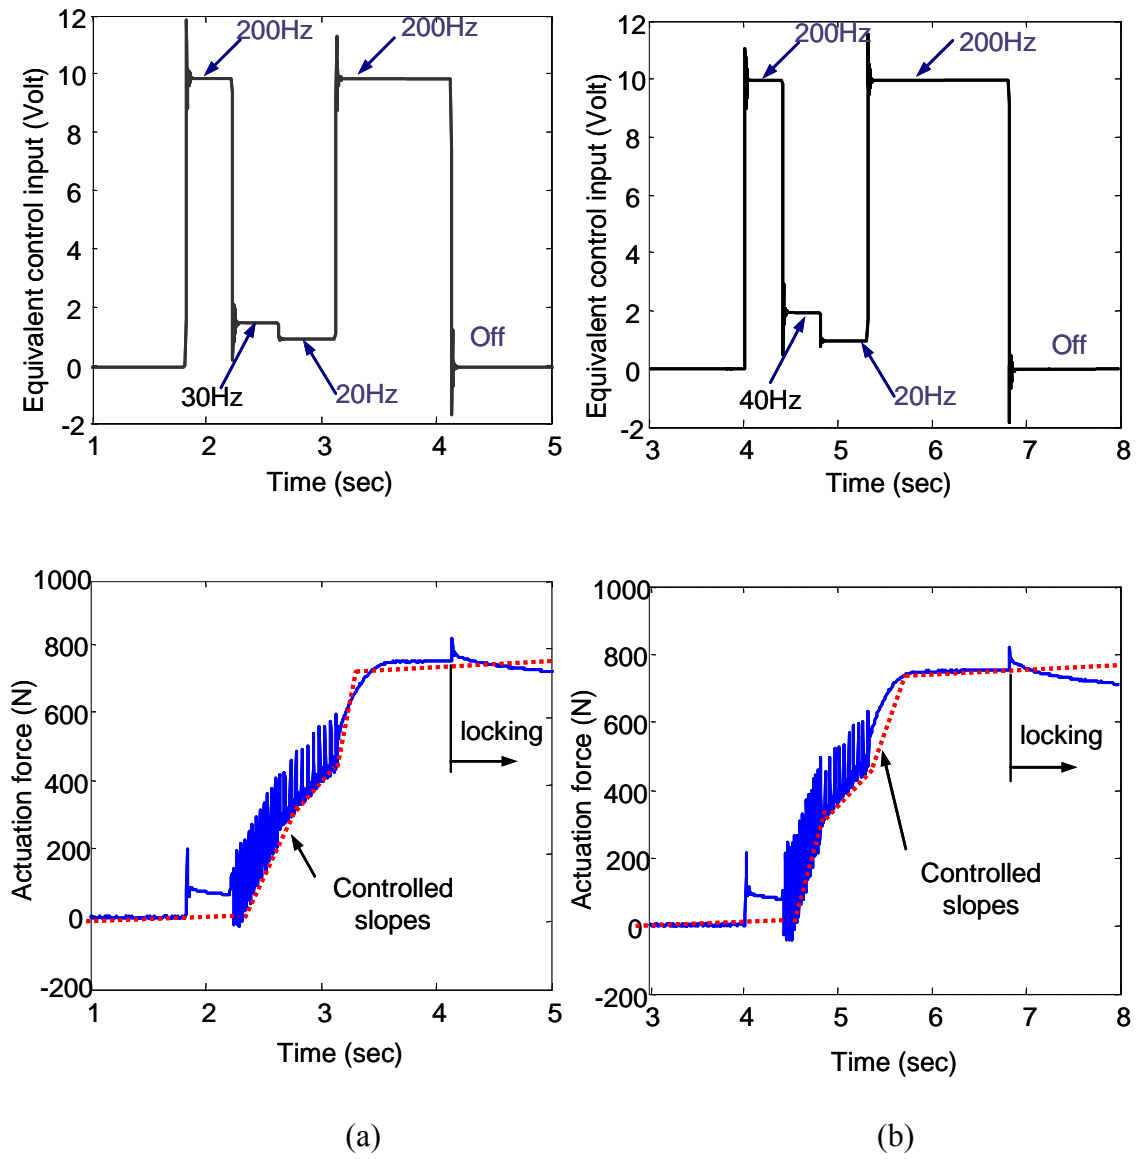 12
10
8
6
4
2
0
-2
Equivalent control input (Volt)
200Hz
200Hz
30Hz
20Hz
Off
1
2
3
4
5
Time (sec)
12
10
8
6
4
2
0
-2
Equivalent control input (Volt)
200Hz
200Hz
40Hz
20Hz
Off
3
4
5
6
7
8
Time (sec)
1000
800
600
400
200
0
-200
Actuation force (N)
locking
Controlled
slopes
1
2
3
4
5
Time (sec)
1000
800
600
400
200
0
-200
Actuation force (N)
locking
Controlled
slopes
3
4
5
6
7
8
Time (sec)
(a)
(b)